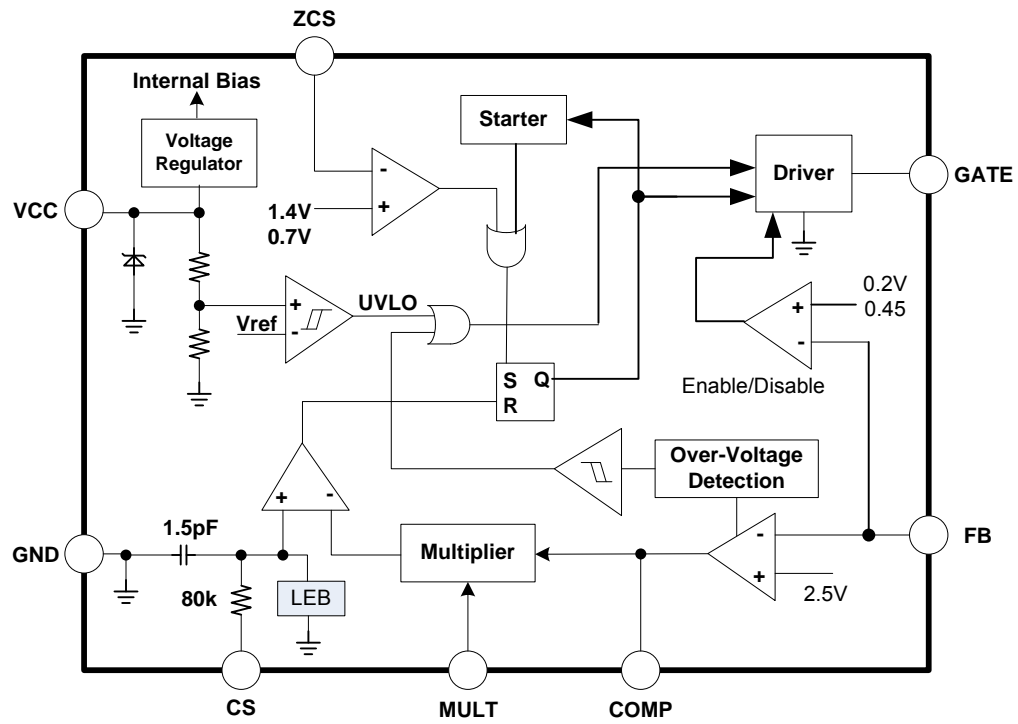 ZCS
Internal Bias
Voltage
Regulator
Starter
Driver
GATE
VCC
-
+
1.4V
0.7V
UVLO
Vref
+
-
0.2V
0.45
+
-
Enable/Disable
S Q
R
Over-Voltage
Detection
+ -
1.5pF
GND
Multiplier
-
+
FB
2.5V
80k
LEB
CS
MULT
COMP